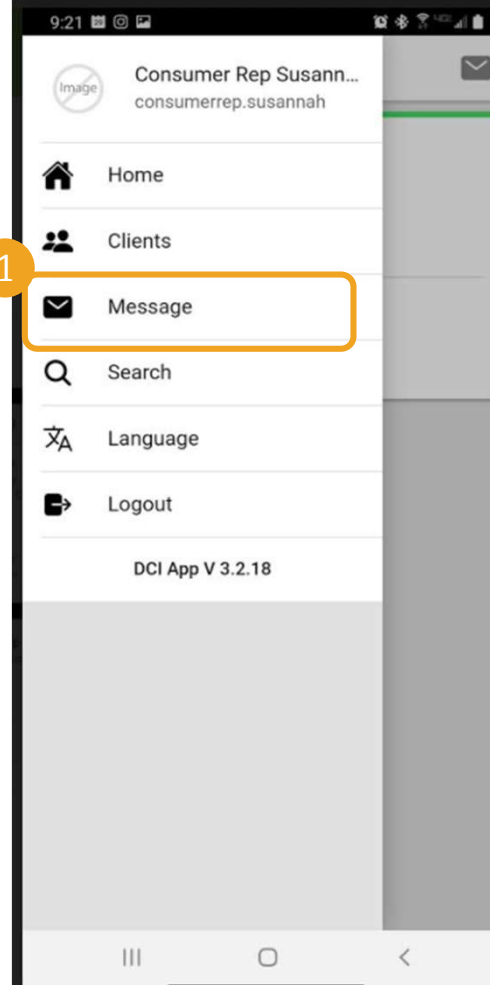 9:21
Image
Consumer Rep Susann...
consumerrep.susannah
Home
Clients
1
Message
Search
Language
Logout
DCI App V 3.2.18